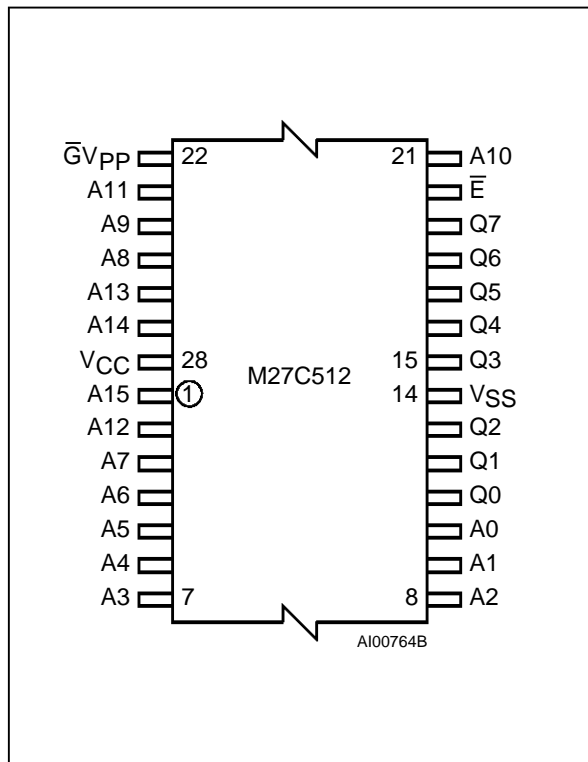 G̅VPP 22 21 A10
A11 E̅
A9 Q7
A8 Q6
A13 Q5
A14 Q4
VCC 28 15 Q3
A15 1 M27C512 14 VSS
A12 Q2
A7 Q1
A6 Q0
A5 A0
A4 A1
A3 7 8 A2
AI00764B